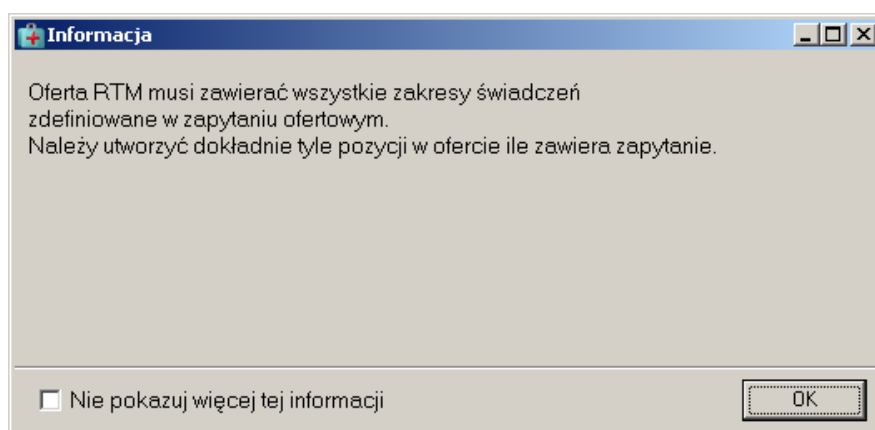 Informacja
Oferta RTM musi zawierać wszystkie zakresy świadczeń
zdefiniowane w zapytaniu ofertowym.
Należy utworzyć dokładnie tyle pozycji w ofercie ile zawiera zapytanie.
Nie pokazuj więcej tej informacji
OK